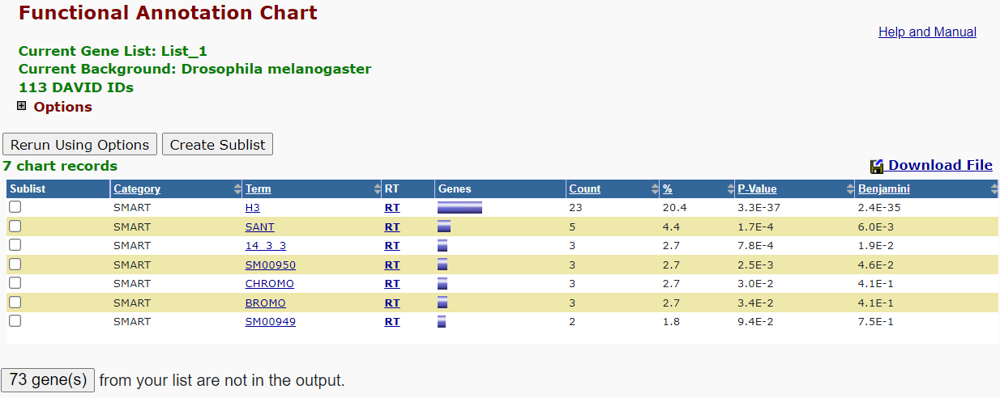 Functional Annotation Chart
Help and Manual
Current Gene List: List_1
Current Background: Drosophila melanogaster
113 DAVID IDs
Options
Rerun Using Options Create Sublist
7 chart records Download File
Sublist Category Term RT Genes Count % P-Value Benjamini
SMART H3 RT 23 20.4 3.3E-37 2.4E-35
SMART SANT RT 5 4.4 1.7E-4 6.0E-3
SMART 14_3_3 RT 3 2.7 7.8E-4 1.9E-2
SMART SM00950 RT 3 2.7 2.5E-3 4.6E-2
SMART CHROMO RT 3 2.7 3.0E-2 4.1E-1
SMART BROMO RT 3 2.7 3.4E-2 4.1E-1
SMART SM00949 RT 2 1.8 9.4E-2 7.5E-1
73 gene(s) from your list are not in the output.